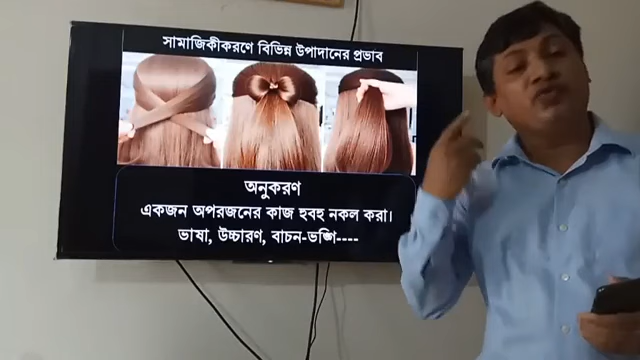 সামাজিকীকরণে বিভিন্ন উপাদানের প্রভাব
অনুকরণ
একজন অপরজনের কাজ হুবহু নকল করা।
ভাষা, উচ্চারণ, বাচন-ভঙ্গি----